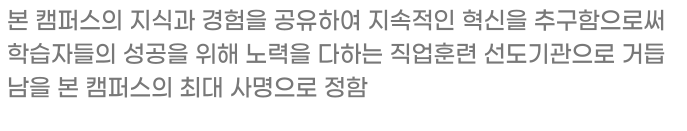 본 캠퍼스의 지식과 경험을 공유하여 지속적인 혁신을 추구함으로써
학습자들의 성공을 위해 노력을 다하는 직업훈련 선도기관으로 거듭
남을 본 캠퍼스의 최대 사명으로 정함